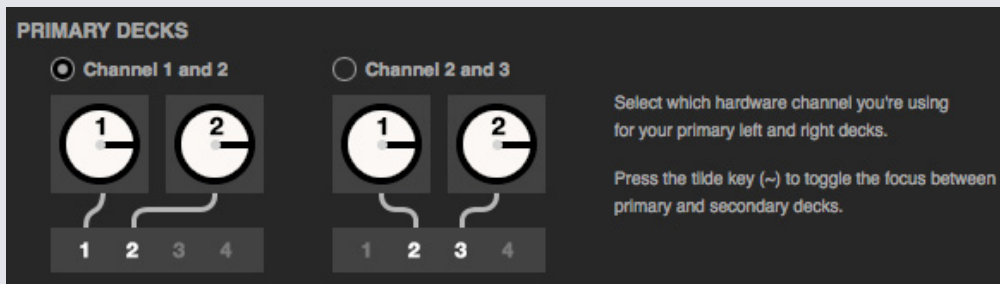 PRIMARY DECKS
Channel 1 and 2
Channel 2 and 3
1 2
1 2
Select which hardware channel you're using
for your primary left and right decks.
Press the tilde key (~) to toggle the focus between
primary and secondary decks.
1 2 3 4
1 2 3 4